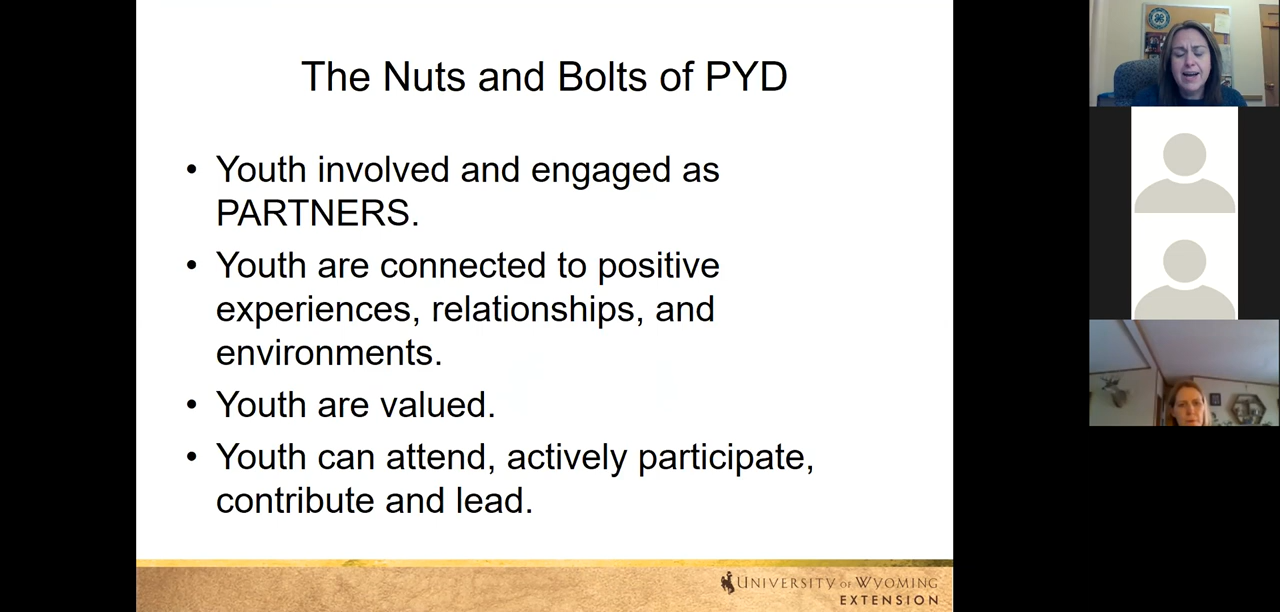 The Nuts and Bolts of PYD
• Youth involved and engaged as
PARTNERS.
• Youth are connected to positive
experiences, relationships, and
environments.
• Youth are valued.
• Youth can attend, actively participate,
contribute and lead.
UNIVERSITY OF WYOMING
EXTENSION